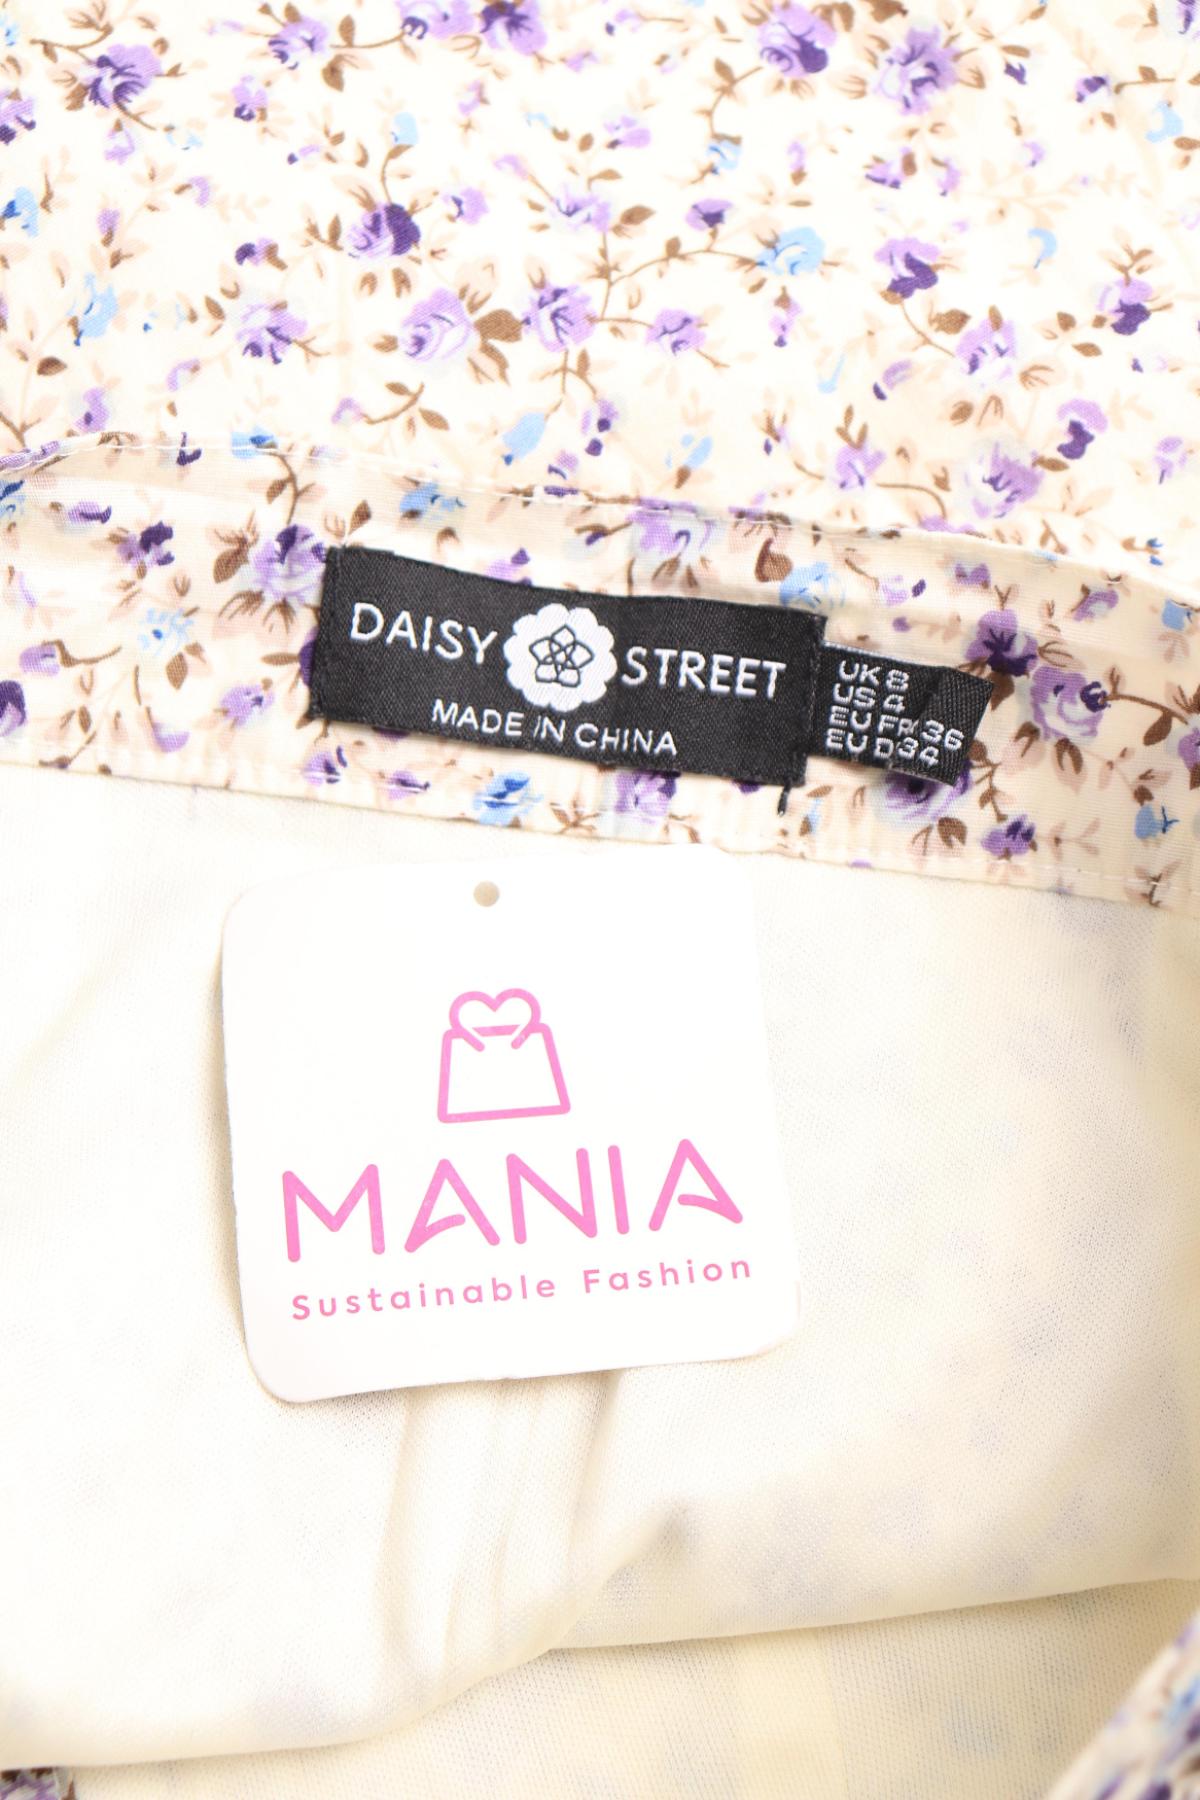 DAISY STREET
MADE IN CHINA
UK 8
US 4
EU FR 36
EU D 34
MANIA
Sustainable Fashion